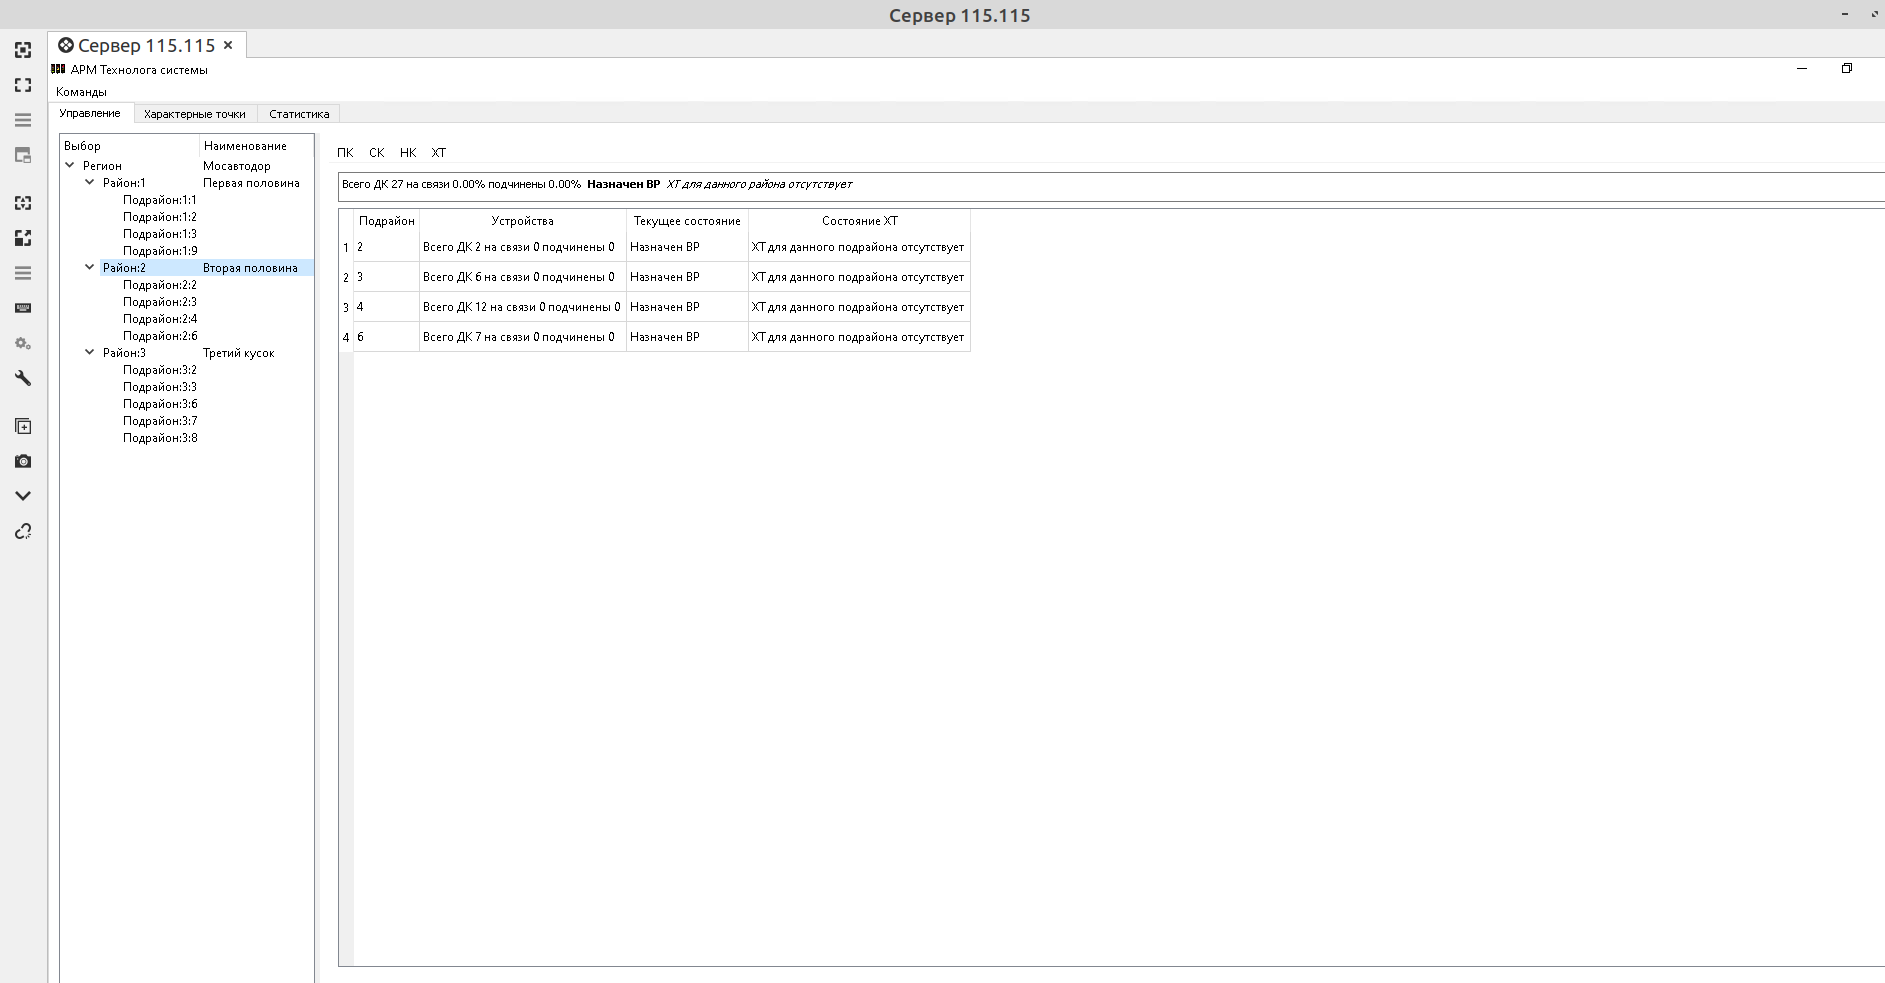 Сервер 115.115
Сервер 115.115
АРМ Технолога системы
Команды
Управление Характерные точки Статистика
Выбор Наименование
Регион Мосавтодор
Район:1 Первая половина
Подрайон:1:1
Подрайон:1:2
Подрайон:1:3
Подрайон:1:9
Район:2 Вторая половина
Подрайон:2:2
Подрайон:2:3
Подрайон:2:4
Подрайон:2:6
Район:3 Третий кусок
Подрайон:3:2
Подрайон:3:3
Подрайон:3:6
Подрайон:3:7
Подрайон:3:8
ПК СК НК ХТ
Всего ДК 27 на связи 0.00% подчинены 0.00% Назначен ВР ХТ для данного района отсутствует
Подрайон Устройства Текущее состояние Состояние ХТ
1 2 Всего ДК 2 на связи 0 подчинены 0 Назначен ВР ХТ для данного подрайона отсутствует
2 3 Всего ДК 6 на связи 0 подчинены 0 Назначен ВР ХТ для данного подрайона отсутствует
3 4 Всего ДК 12 на связи 0 подчинены 0 Назначен ВР ХТ для данного подрайона отсутствует
4 6 Всего ДК 7 на связи 0 подчинены 0 Назначен ВР ХТ для данного подрайона отсутствует